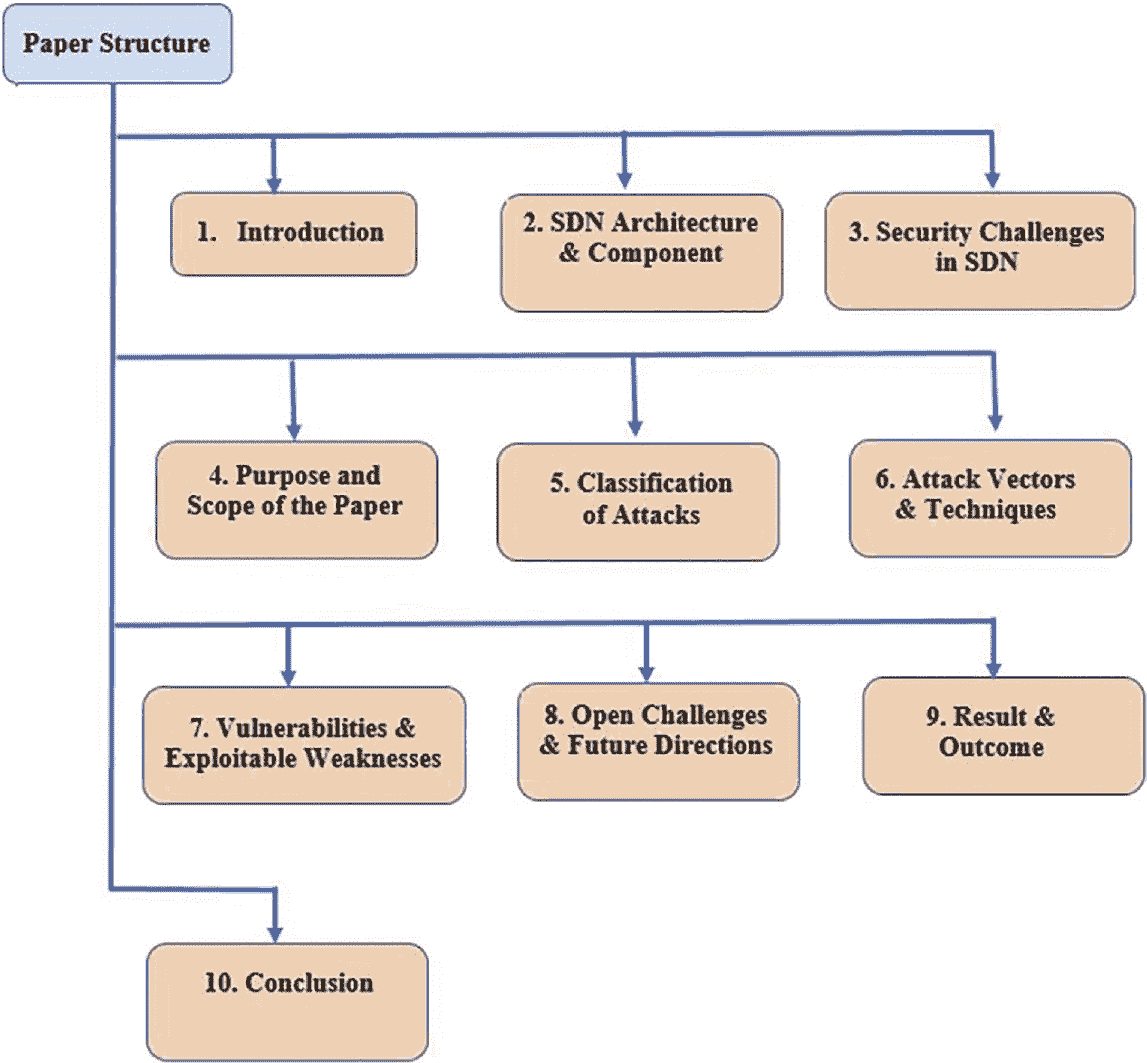 Paper Structure
1. Introduction
2. SDN Architecture
& Component
3. Security Challenges
in SDN
4. Purpose and
Scope of the Paper
5. Classification
of Attacks
6. Attack Vectors
& Techniques
7. Vulnerabilities &
Exploitable Weaknesses
8. Open Challenges
& Future Directions
9. Result &
Outcome
10. Conclusion